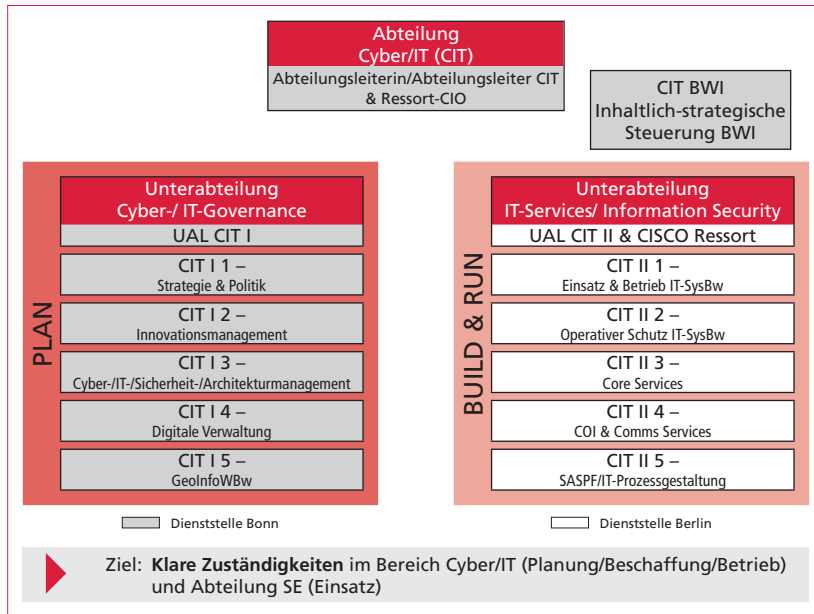 Abteilung
Cyber/IT (CIT)
Abteilungsleiterin/Abteilungsleiter CIT
& Ressort-CIO
CIT BWI
Inhaltlich-strategische
Steuerung BWI
PLAN
Unterabteilung
Cyber-/ IT-Governance
UAL CIT I
CIT I 1 –
Strategie & Politik
CIT I 2 –
Innovationsmanagement
CIT I 3 –
Cyber-/IT-/Sicherheit-/Architekturmanagement
CIT I 4 –
Digitale Verwaltung
CIT I 5 –
GeoInfoWBw
Dienststelle Bonn
BUILD & RUN
Unterabteilung
IT-Services/ Information Security
UAL CIT II & CISCO Ressort
CIT II 1 –
Einsatz & Betrieb IT-SysBw
CIT II 2 –
Operativer Schutz IT-SysBw
CIT II 3 –
Core Services
CIT II 4 –
COI & Comms Services
CIT II 5 –
SASPF/IT-Prozessgestaltung
Dienststelle Berlin
Ziel: Klare Zuständigkeiten im Bereich Cyber/IT (Planung/Beschaffung/Betrieb)
und Abteilung SE (Einsatz)